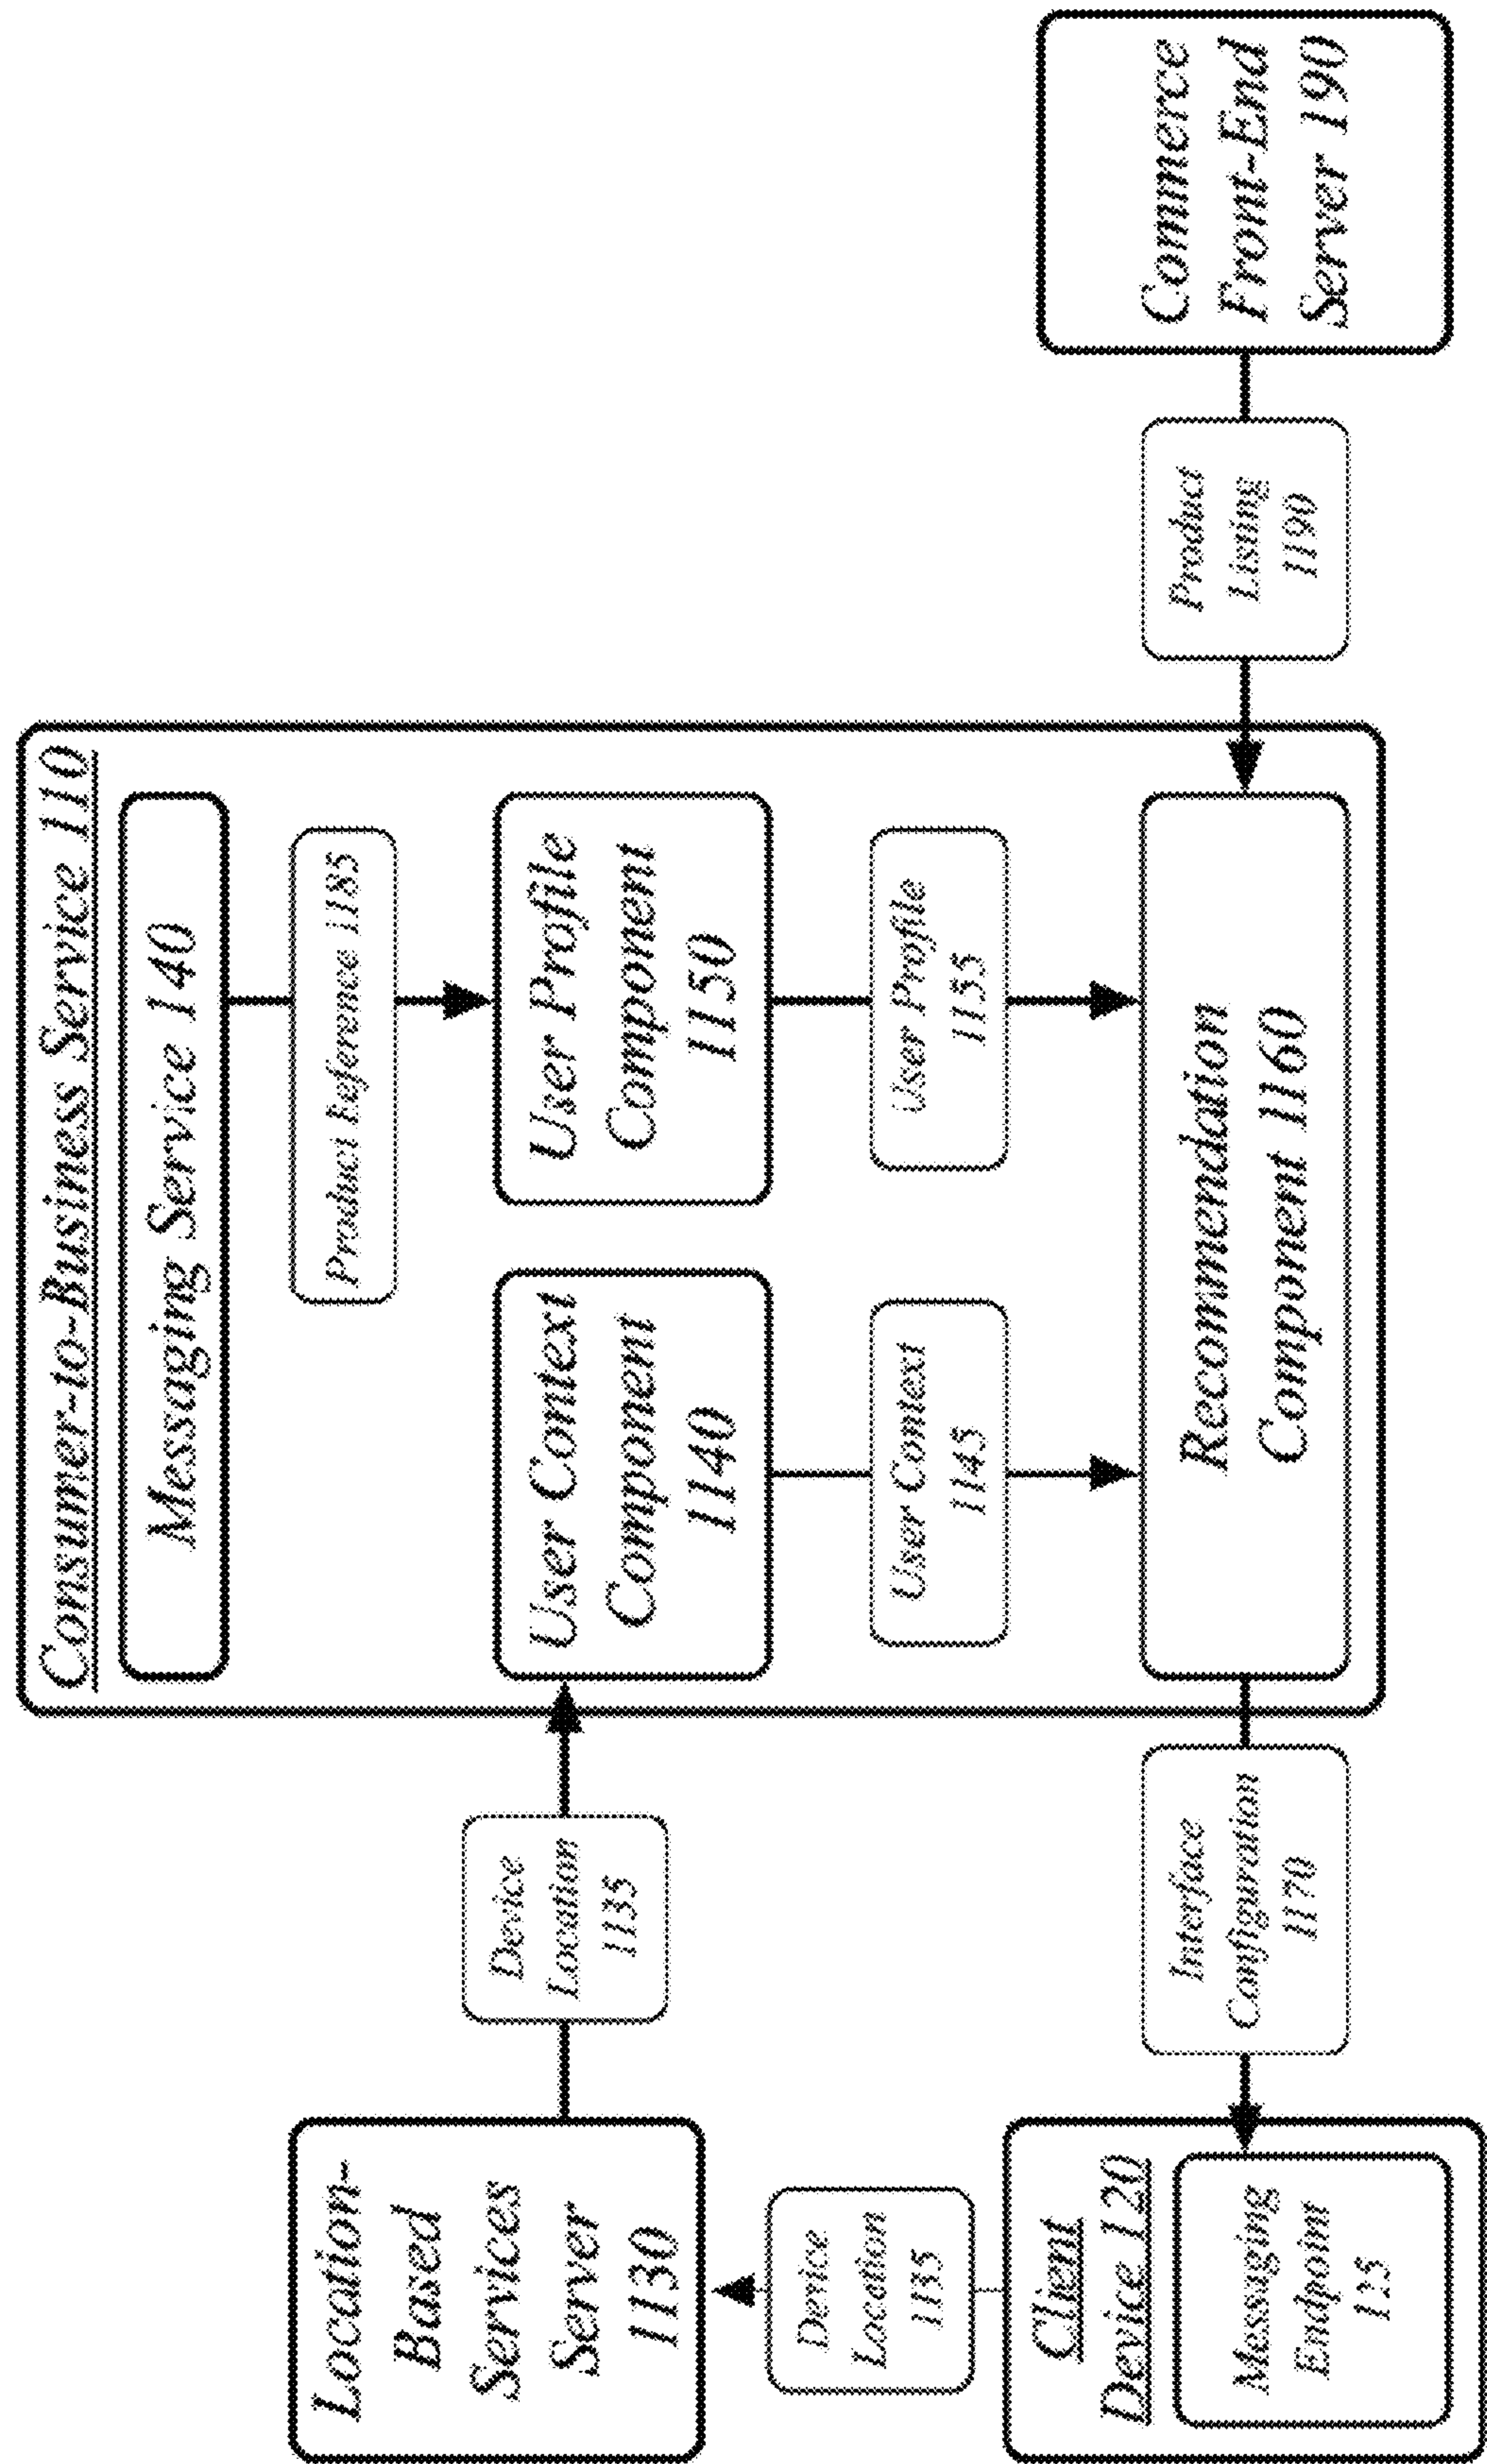 Consumer-to-Business Service 110
Messaging Service 140
Product Reference 1185
Location-
Based
Services
Server
1130
Device
Location
1135
User Context
Component
1140
User Profile
Component
1150
Device
Location
1135
User Context
1145
User Profile
1155
Client
Device 120
Messaging
Endpoint
125
Interface
Configuration
1170
Recommendation
Component 1160
Product
Listing
1190
Commerce
Front-End
Server 190